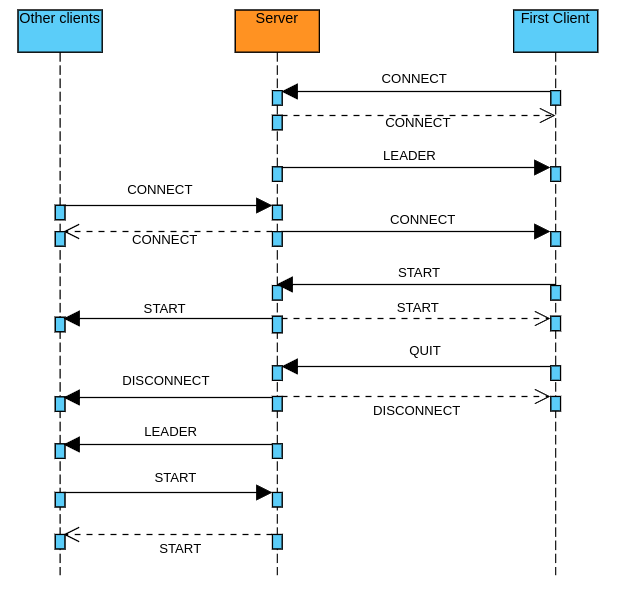 Other clients
Server
First Client
CONNECT
CONNECT
LEADER
CONNECT
CONNECT
CONNECT
START
START
START
QUIT
DISCONNECT
DISCONNECT
LEADER
START
START